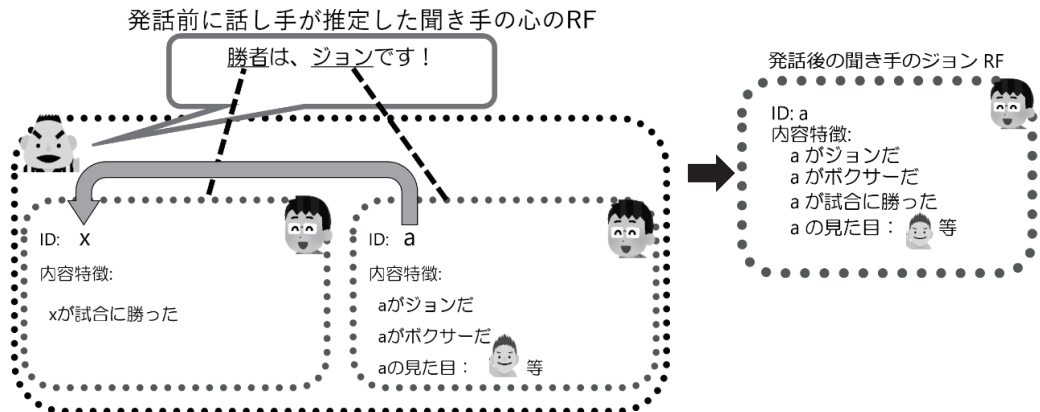 発話前に話し手が推定した聞き手の心のRF
勝者は、ジョンです！
ID: x
内容特徴:
xが試合に勝った
ID: a
内容特徴:
aがジョンだ
aがボクサーだ
aの見た目： 等
発話後の聞き手のジョン RF
ID: a
内容特徴:
a がジョンだ
a がボクサーだ
a が試合に勝った
a の見た目： 等